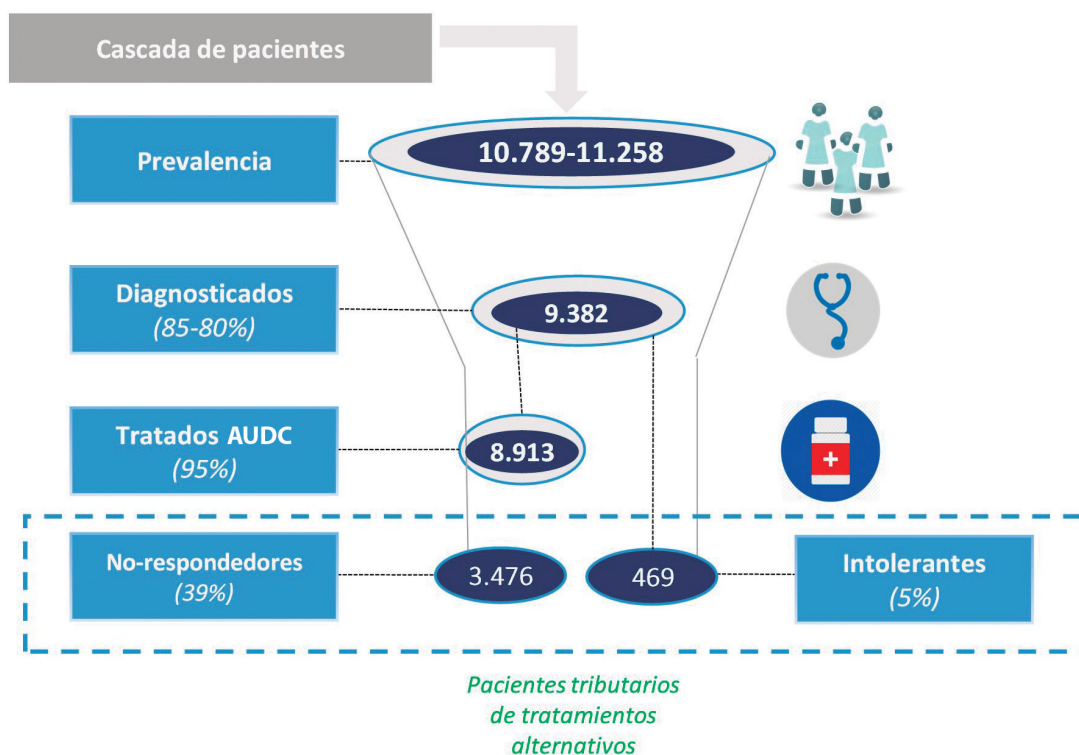 Cascada de pacientes
Prevalencia
10.789-11.258
Diagnosticados
(85-80%)
9.382
Tratados AUDC
(95%)
8.913
No-respondedores
(39%)
3.476
469
Intolerantes
(5%)
Pacientes tributarios
de tratamientos
alternativos